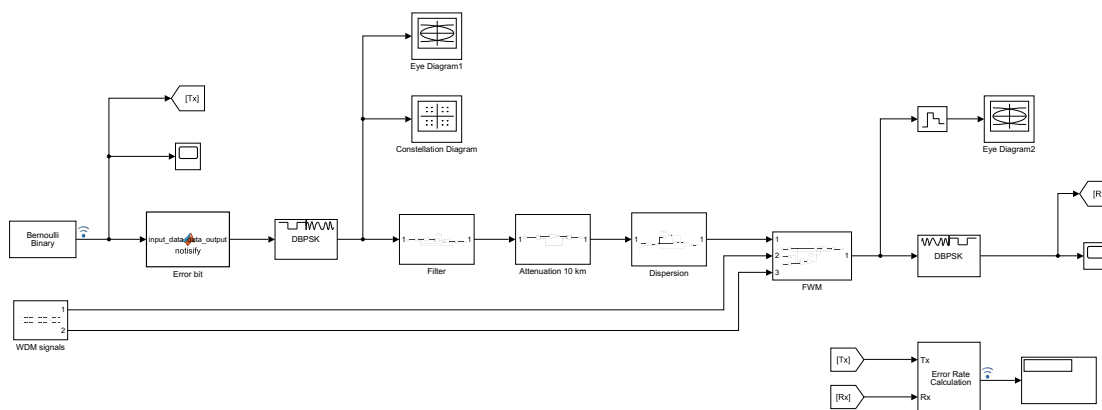 Eye Diagram1
[Tx]
Constellation Diagram
Eye Diagram2
[R
Bernoulli
Binary
input_data
data_output
notisify
Error bit
DBPSK
1
1
Filter
1
1
Attenuation 10 km
1
1
Dispersion
1
2
3
1
FWM
DBPSK
1
2
WDM signals
[Tx]
[Rx]
Tx
Rx
Error Rate
Calculation